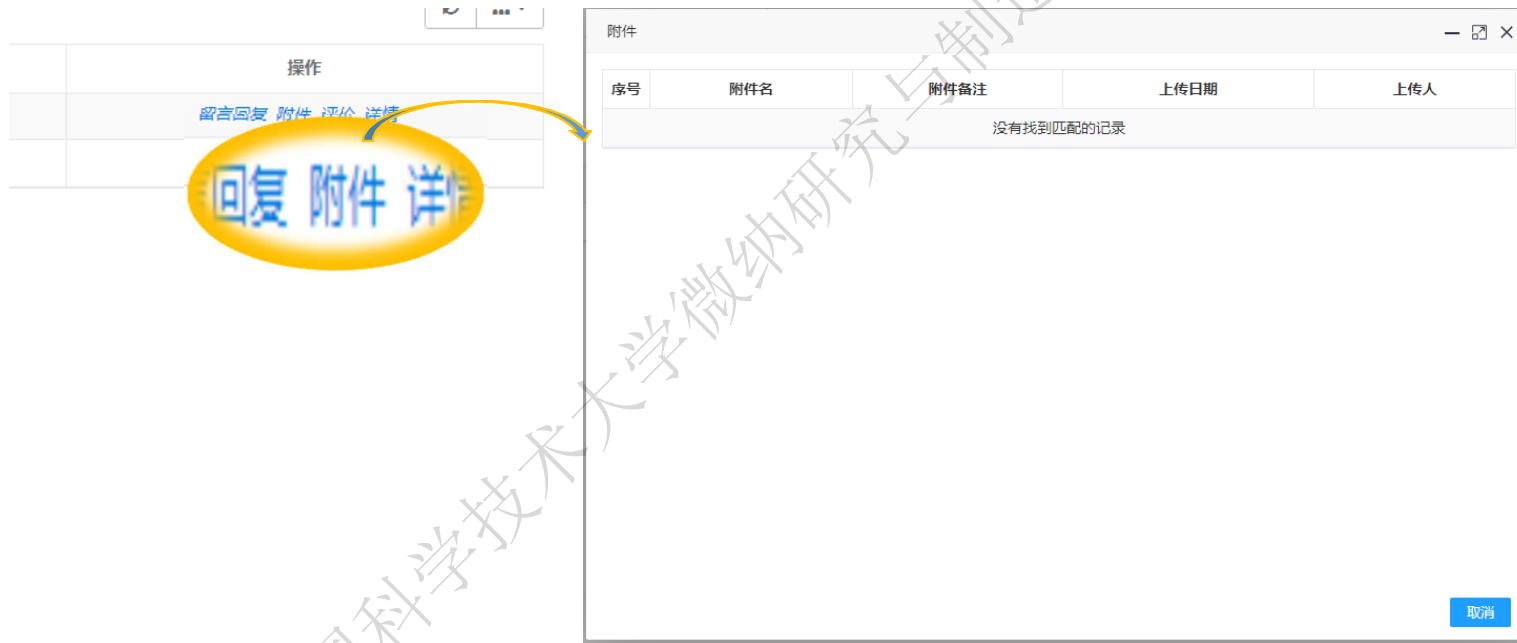 操作
留言回复 附件 评价 详情
回复 附件 详情
附件
序号 附件名 附件备注 上传日期 上传人
没有找到匹配的记录
取消
科学技术大学微纳研究与制造